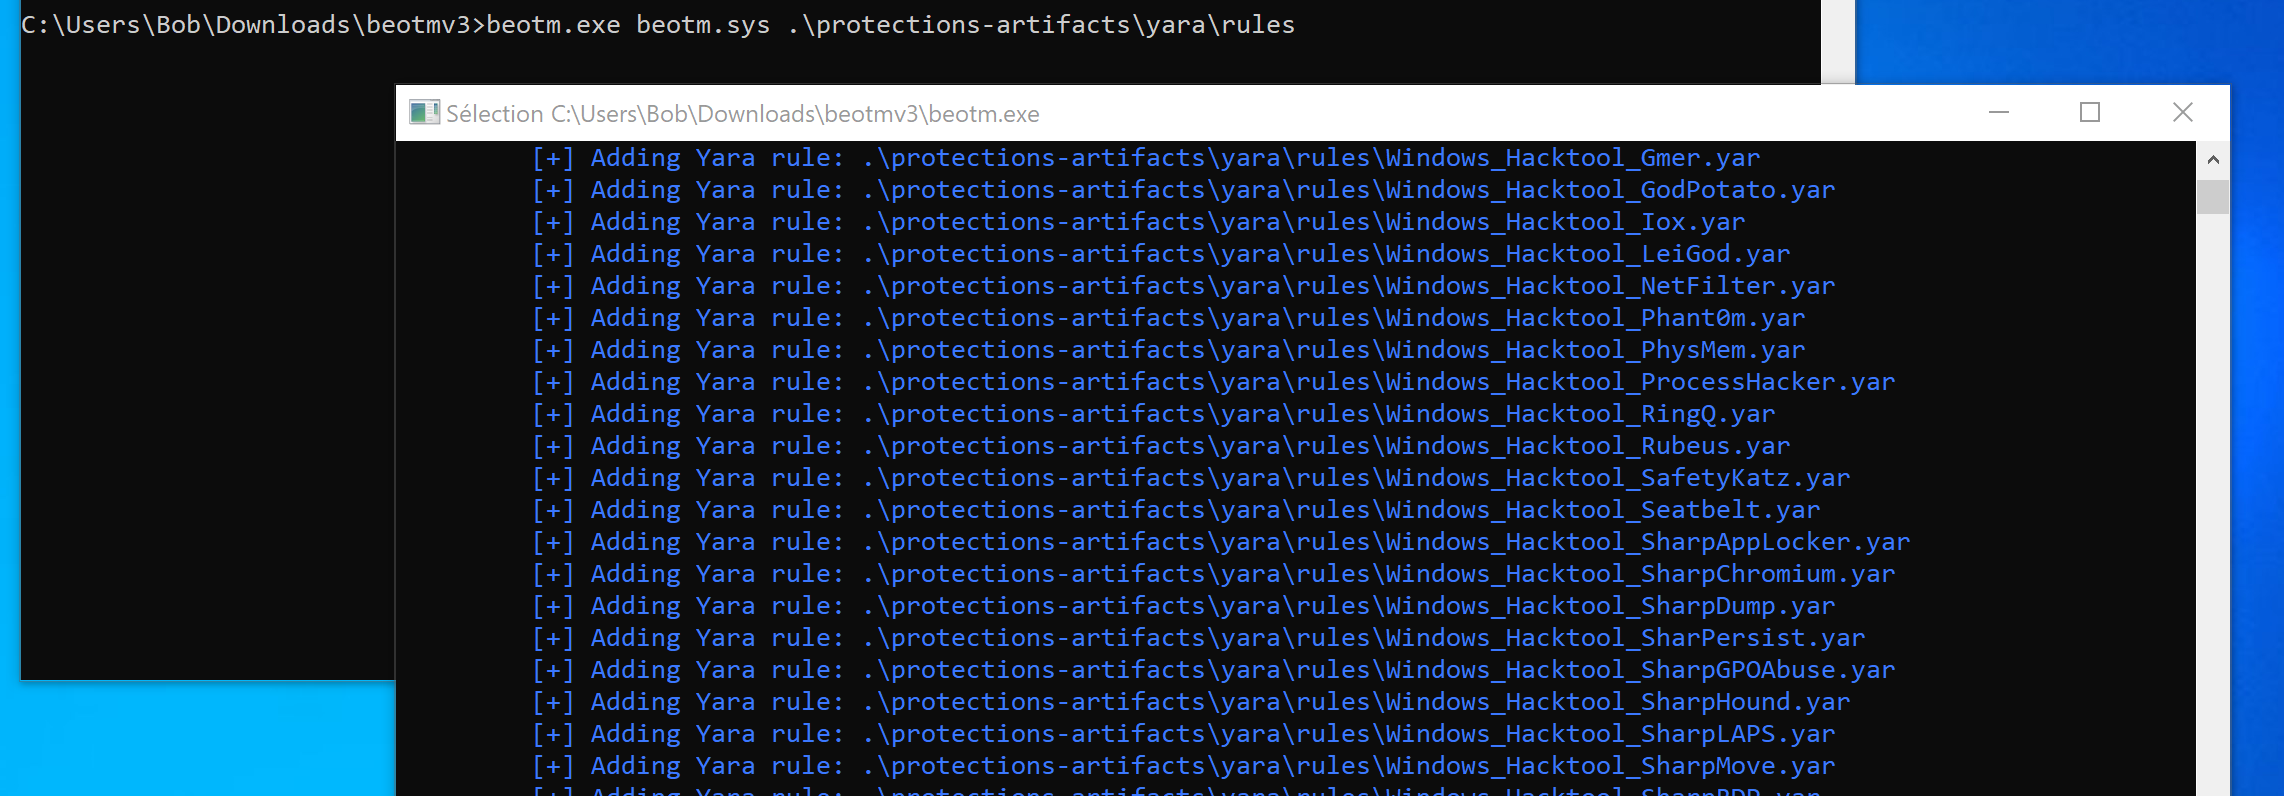 C:\Users\Bob\Downloads\beotmv3>beotm.exe beotm.sys .\protections-artifacts\yara\rules
Sélection C:\Users\Bob\Downloads\beotmv3\beotm.exe
[+] Adding Yara rule: .\protections-artifacts\yara\rules\Windows_Hacktool_Gmer.yar
[+] Adding Yara rule: .\protections-artifacts\yara\rules\Windows_Hacktool_GodPotato.yar
[+] Adding Yara rule: .\protections-artifacts\yara\rules\Windows_Hacktool_Iox.yar
[+] Adding Yara rule: .\protections-artifacts\yara\rules\Windows_Hacktool_LeiGod.yar
[+] Adding Yara rule: .\protections-artifacts\yara\rules\Windows_Hacktool_NetFilter.yar
[+] Adding Yara rule: .\protections-artifacts\yara\rules\Windows_Hacktool_Phant0m.yar
[+] Adding Yara rule: .\protections-artifacts\yara\rules\Windows_Hacktool_PhysMem.yar
[+] Adding Yara rule: .\protections-artifacts\yara\rules\Windows_Hacktool_ProcessHacker.yar
[+] Adding Yara rule: .\protections-artifacts\yara\rules\Windows_Hacktool_RingQ.yar
[+] Adding Yara rule: .\protections-artifacts\yara\rules\Windows_Hacktool_Rubeus.yar
[+] Adding Yara rule: .\protections-artifacts\yara\rules\Windows_Hacktool_SafetyKatz.yar
[+] Adding Yara rule: .\protections-artifacts\yara\rules\Windows_Hacktool_Seatbelt.yar
[+] Adding Yara rule: .\protections-artifacts\yara\rules\Windows_Hacktool_SharpAppLocker.yar
[+] Adding Yara rule: .\protections-artifacts\yara\rules\Windows_Hacktool_SharpChromium.yar
[+] Adding Yara rule: .\protections-artifacts\yara\rules\Windows_Hacktool_SharpDump.yar
[+] Adding Yara rule: .\protections-artifacts\yara\rules\Windows_Hacktool_SharPersist.yar
[+] Adding Yara rule: .\protections-artifacts\yara\rules\Windows_Hacktool_SharpGPOAbuse.yar
[+] Adding Yara rule: .\protections-artifacts\yara\rules\Windows_Hacktool_SharpHound.yar
[+] Adding Yara rule: .\protections-artifacts\yara\rules\Windows_Hacktool_SharpLAPS.yar
[+] Adding Yara rule: .\protections-artifacts\yara\rules\Windows_Hacktool_SharpMove.yar
[+] Adding Yara rule: .\protections-artifacts\yara\rules\Windows_Hacktool_SharpRDP.yar